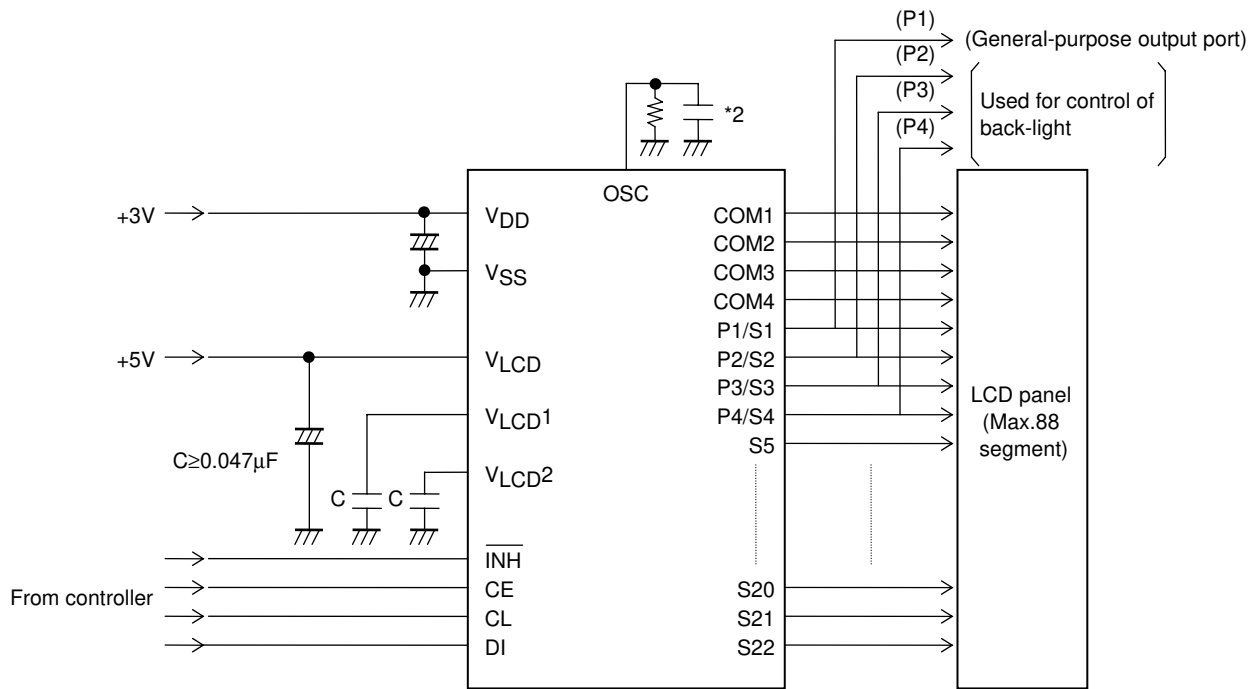 (P1)
(General-purpose output port)
(P2)
(P3)
Used for control of
back-light
(P4)
*2
OSC
+3V
VDD
VSS
+5V
VLCD
VLCD1
VLCD2
C≥0.047µF
C
C
INH
CE
CL
DI
From controller
COM1
COM2
COM3
COM4
P1/S1
P2/S2
P3/S3
P4/S4
S5
S20
S21
S22
LCD panel
(Max.88
segment)